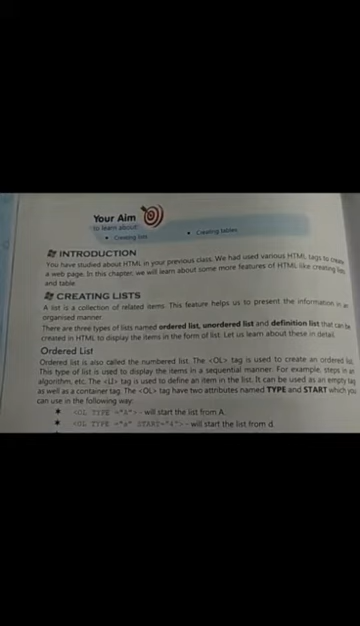 Your Aim
to learn about:
• Creating lists
• Creating tables
INTRODUCTION
You have studied about HTML in your previous class. We had used various HTML tags to create
a web page. In this chapter, we will learn about some more features of HTML like creating lists
and table.
CREATING LISTS
A list is a collection of related items. This feature helps us to present the information in an
organised manner.
There are three types of lists named ordered list, unordered list and definition list that can be
created in HTML to display the items in the form of list. Let us learn about these in detail.
Ordered List
Ordered list is also called the numbered list. The <OL> tag is used to create an ordered list.
This type of list is used to display the items in a sequential manner. For example, steps in an
algorithm, etc. The <LI> tag is used to define an item in the list. It can be used as an empty tag
as well as a container tag. The <OL> tag have two attributes named TYPE and START which you
can use in the following way:
* <OL TYPE ="A"> - will start the list from A.
* <OL TYPE ="a" START="4"> - will start the list from d.